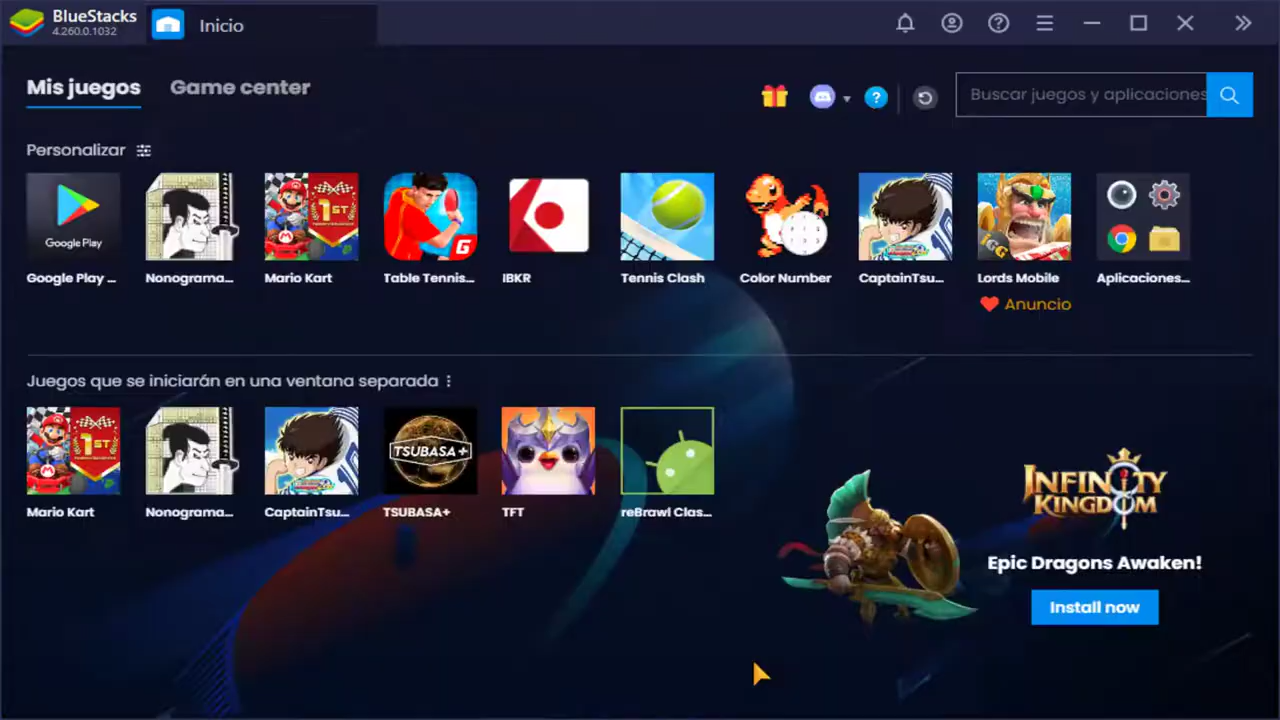 BlueStacks
4.260.0.1032
Inicio
Mis juegos
Game center
Buscar juegos y aplicaciones
Personalizar
1ST
G
GG
Google Play
Google Play ...
Nonograma...
Mario Kart
Table Tennis...
IBKR
Tennis Clash
Color Number
CaptainTsu...
Lords Mobile
Aplicaciones...
Anuncio
Juegos que se iniciarán en una ventana separada
1ST
TSUBASA+
Mario Kart
Nonograma...
CaptainTsu...
TSUBASA+
TFT
reBrawl Clas...
INFINITY
KINGDOM
Epic Dragons Awaken!
Install now